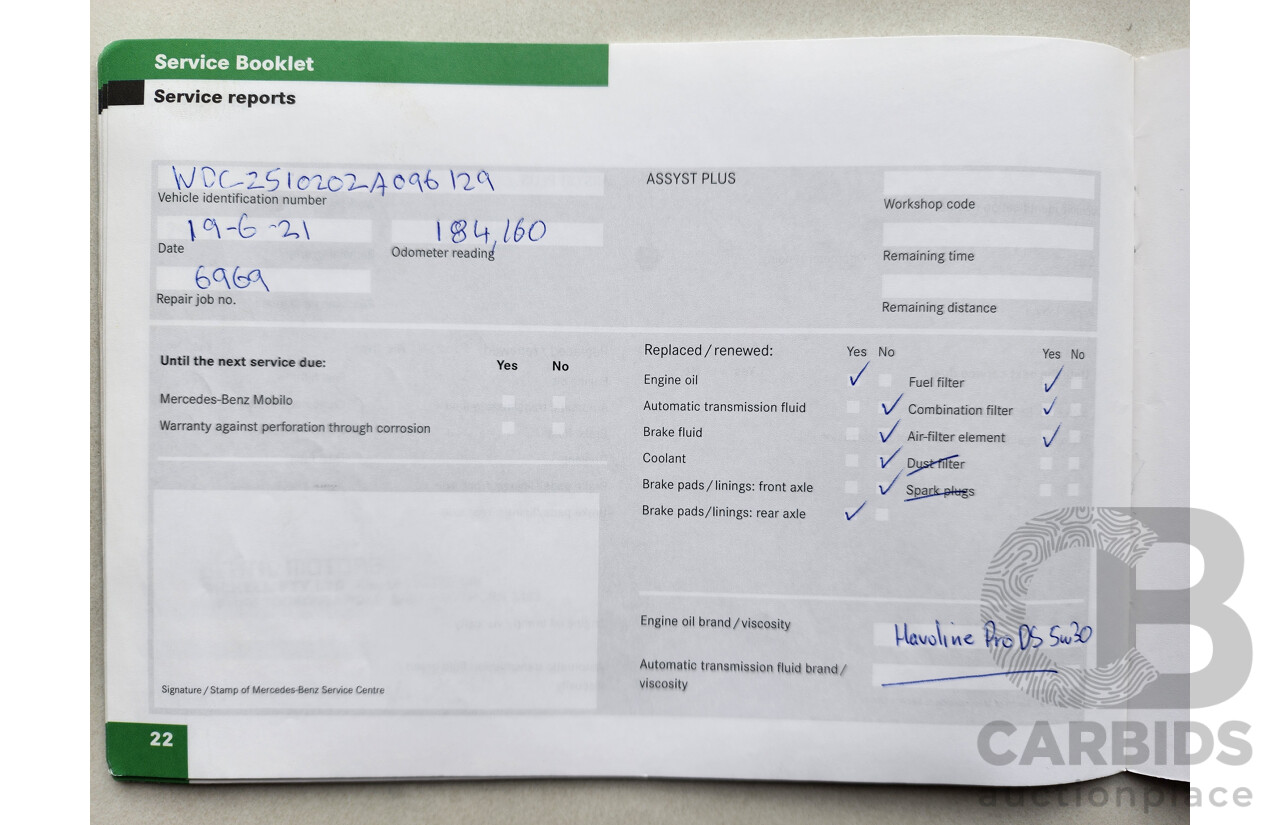 Service Booklet
Service reports
WDC2510202A096129
Vehicle identification number
19-6-21 184,160
Date Odometer reading
6969
Repair job no.
ASSYST PLUS
Workshop code
Remaining time
Remaining distance
Until the next service due: Yes No
Mercedes-Benz Mobilo
Warranty against perforation through corrosion
Signature / Stamp of Mercedes-Benz Service Centre
Replaced / renewed: Yes No Yes No
Engine oil ✓ Fuel filter ✓
Automatic transmission fluid ✓ Combination filter ✓
Brake fluid ✓ Air-filter element ✓
Coolant ✓ Dust filter
Brake pads / linings: front axle ✓ Spark plugs
Brake pads / linings: rear axle ✓
Engine oil brand / viscosity Havoline ProDS 5w30
Automatic transmission fluid brand /
viscosity
22
CB
CARBIDS
auctionplace